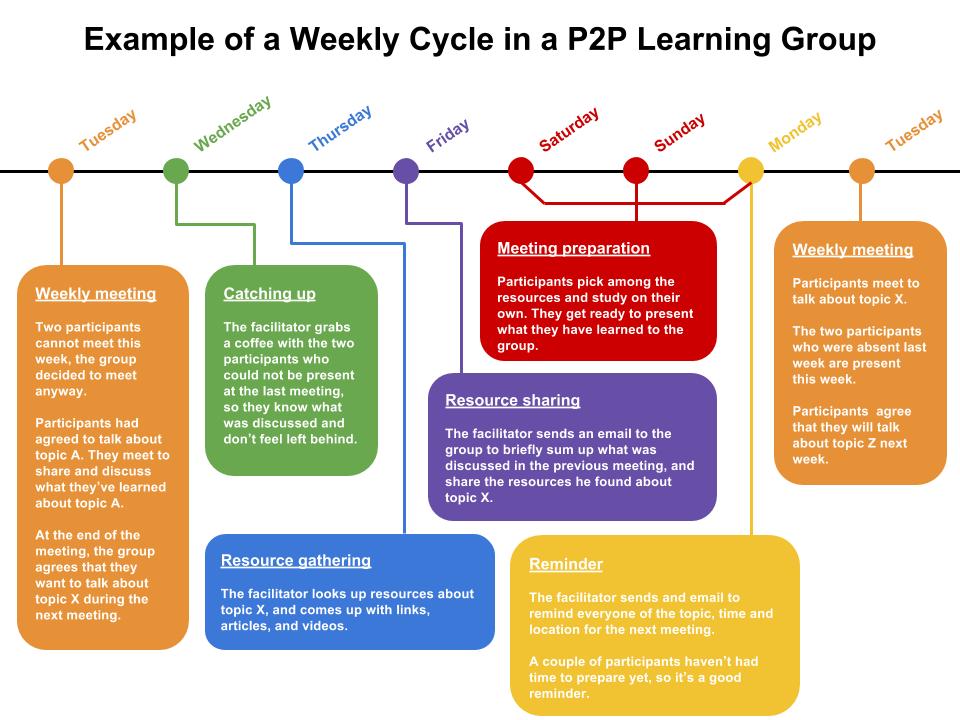 Example of a Weekly Cycle in a P2P Learning Group
Tuesday
Wednesday
Thursday
Friday
Saturday
Sunday
Monday
Tuesday
Weekly meeting
Two participants
cannot meet this
week, the group
decided to meet
anyway.
Participants had
agreed to talk about
topic A. They meet to
share and discuss
what they've learned
about topic A.
At the end of the
meeting, the group
agrees that they
want to talk about
topic X during the
next meeting.
Catching up
The facilitator grabs
a coffee with the two
participants who
could not be present
at the last meeting,
so they know what
was discussed and
don't feel left behind.
Resource gathering
The facilitator looks up resources about
topic X, and comes up with links,
articles, and videos.
Resource sharing
The facilitator sends an email to the
group to briefly sum up what was
discussed in the previous meeting, and
share the resources he found about
topic X.
Meeting preparation
Participants pick among the
resources and study on their
own. They get ready to present
what they have learned to the
group.
Reminder
The facilitator sends and email to
remind everyone of the topic, time and
location for the next meeting.
A couple of participants haven't had
time to prepare yet, so it's a good
reminder.
Weekly meeting
Participants meet to
talk about topic X.
The two participants
who were absent last
week are present
this week.
Participants  agree
that they will talk
about topic Z next
week.